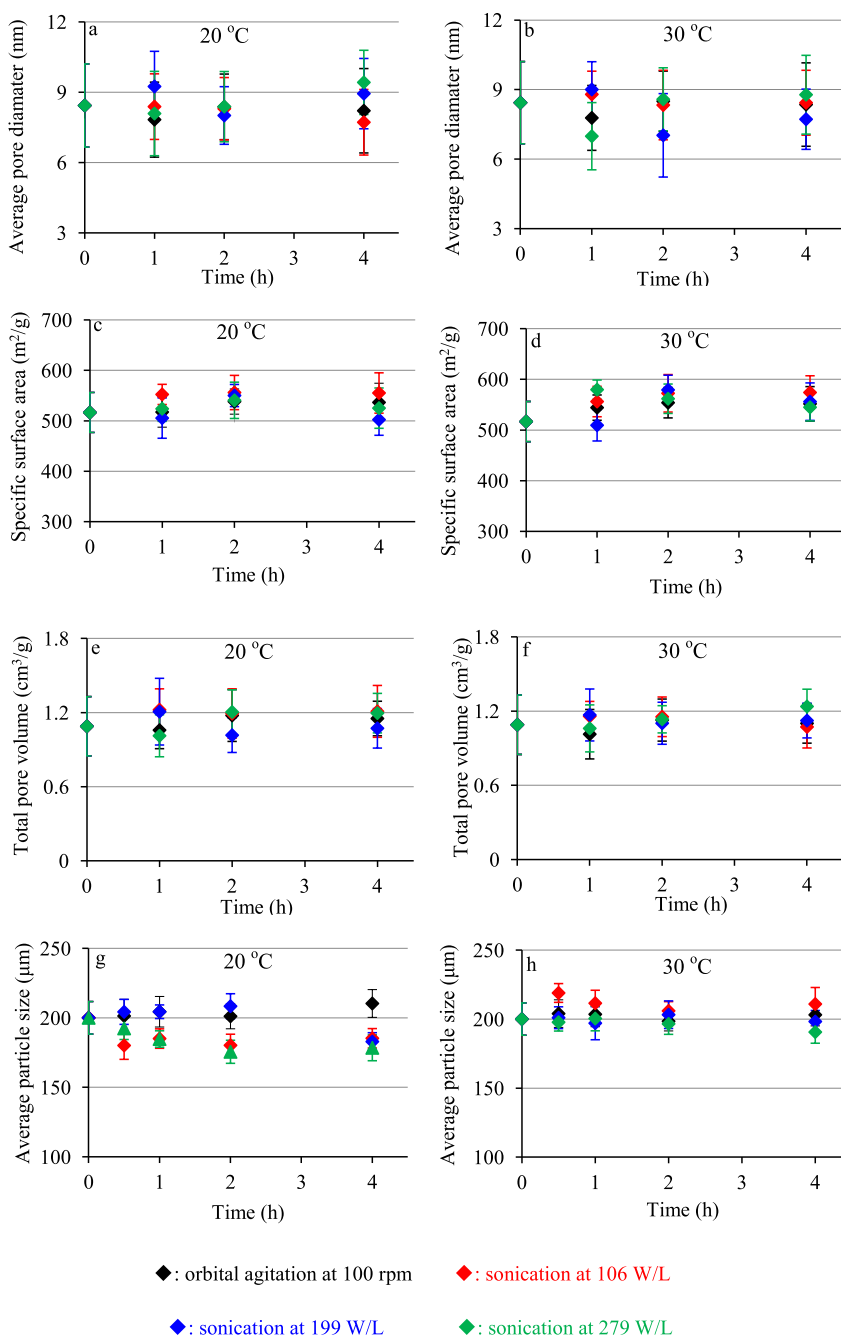 a
20 °C
Average pore diamater (nm)
12
9
6
3
0 1 2 3 4
Time (h)
b
30 °C
Average pore diameter (nm)
12
9
6
3
0 1 2 3 4
Time (h)
c
20 °C
Specific surface area (m²/g)
700
600
500
400
300
0 1 2 3 4
Time (h)
d
30 °C
Specific surface area (m²/g)
700
600
500
400
300
0 1 2 3 4
Time (h)
e
20 °C
Total pore volume (cm³/g)
1.8
1.2
0.6
0
0 1 2 3 4
Time (h)
f
30 °C
Total pore volume (cm³/g)
1.8
1.2
0.6
0
0 1 2 3 4
Time (h)
g
20 °C
Average particle size (µm)
250
200
150
100
0 1 2 3 4
Time (h)
h
30 °C
Average particle size (µm)
250
200
150
100
0 1 2 3 4
Time (h)
: orbital agitation at 100 rpm
: sonication at 106 W/L
: sonication at 199 W/L
: sonication at 279 W/L